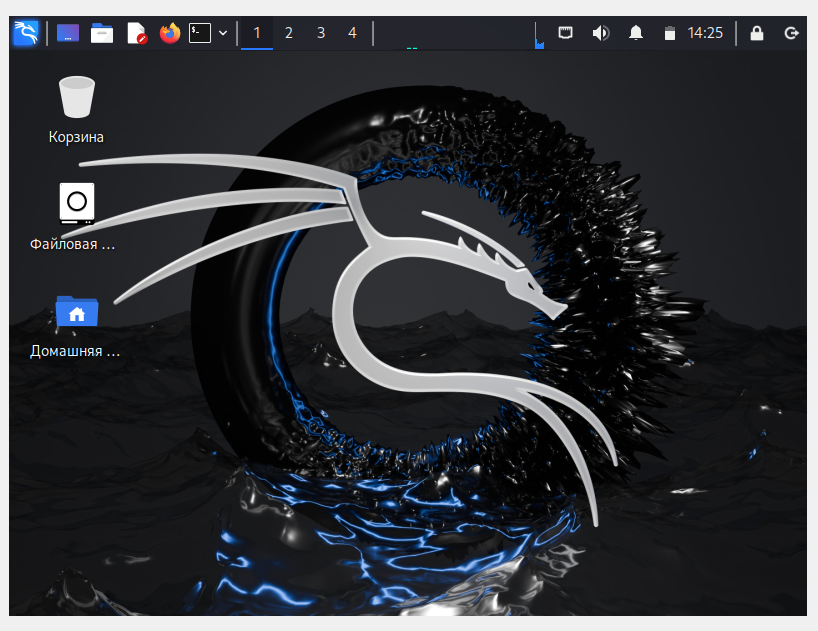 $-
1 2 3 4
14:25
Корзина
Файловая ...
Домашняя ...